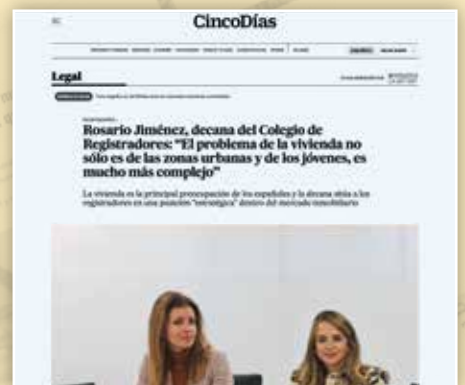 CincoDías
Legal
Rosario Jiménez, decana del Colegio de
Registradores: "El problema de la vivienda no
sólo es de las zonas urbanas y de los jóvenes, es
mucho más complejo"
La vivienda es la principal preocupación de los españoles y la decana sitúa a los
registradores en una posición "estratégica" dentro del mercado inmobiliario